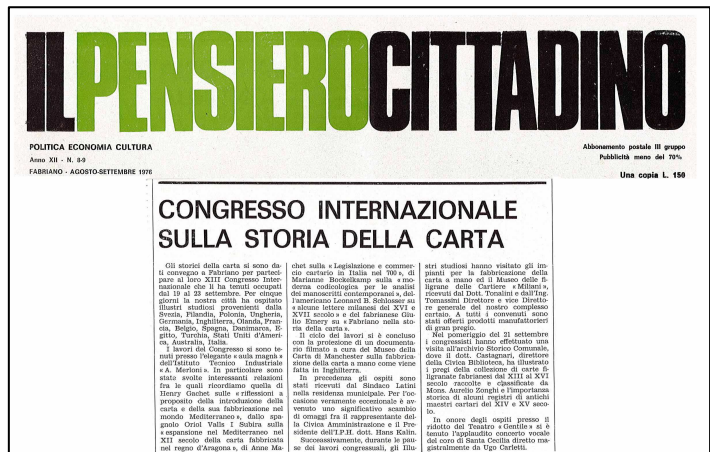 IL PENSIERO CITTADINO
POLITICA ECONOMIA CULTURA
Anno XII - N. 8-9
FABRIANO - AGOSTO-SETTEMBRE 1976
Abbonamento postale III gruppo
Pubblicità meno del 70%
Una copia L. 150
CONGRESSO INTERNAZIONALE
SULLA STORIA DELLA CARTA
Gli storici della carta si sono da-
ti convegno a Fabriano per parteci-
pare al loro XIII Congresso Inter-
nazionale che li ha tenuti occupati
dal 19 al 23 settembre. Per cinque
giorni la nostra città ha ospitato
illustri studiosi provenienti dalla
Svezia, Filandia, Polonia, Ungheria,
Germania, Inghilterra, Olanda, Fran-
cia, Belgio, Spagna, Danimarca, E-
gitto, Turchia, Stati Uniti d'Ameri-
ca, Australia, Italia.
I lavori del Congresso si sono te-
nuti presso l'elegante « aula magna »
dell'Istituto Tecnico Industriale
« A. Merloni ». In particolare sono
state svolte interessanti relazioni
fra le quali ricordiamo quella di
Henry Gachet sulle « riflessioni a
proposito della introduzione della
carta e della sua fabbricazione nel
mondo Mediterraneo », dallo spa-
gnolo Oriol Valls I Subira sulla
« espansione nel Mediterraneo nel
XII secolo della carta fabbricata
nel regno d'Aragona », di Anne Ma-
chet sulla « Legislazione e commer-
cio cartario in Italia nel 700 », di
Marianne Bockelkamp sulla « mo-
derna codicologica per le analisi
dei manoscritti contemporanei », del-
l'americano Leonard B. Schlosser su
« alcune lettere milanesi del XVI e
XVII secolo » e del fabrianese Giu-
lio Emery su « Fabriano nella sto-
ria della carta ».
Il ciclo dei lavori si è concluso
con la proiezione di un documenta-
rio filmato a cura del Museo della
Carta di Manchester sulla fabbrica-
zione della carta a mano come viene
fatta in Inghilterra.
In precedenza gli ospiti sono
stati ricevuti dal Sindaco Latini
nella residenza municipale. Per l'oc-
casione veramente eccezionale è av-
venuto uno significativo scambio
di omaggi fra il rappresentante del-
la Civica Amministrazione e il Pre-
sidente dell'I.P.H. dott. Hans Kalin.
Successsivamente, durante le pau-
se dei lavori congressuali, gli Illu-
stri studiosi hanno visitato gli im-
pianti per la fabbricazione della
carta a mano ed il Museo delle fi-
ligrane delle Cartiere « Miliani »,
ricevuti dal Dott. Tonalini e dall'Ing.
Tomassini Direttore e vice Diretto-
re generale del nostro complesso
cartaio. A tutti i convenuti sono
stati offerti prodotti manufattorieri
di gran pregio.
Nel pomeriggio del 21 settembre
i congressisti hanno effettuato una
visita all'archivio Storico Comunale,
dove il dott. Castagnari, direttore
della Civica Biblioteca, ha illustrato
i pregi della collezione di carte fi-
ligranate fabrianesi dal XIII al XVI
secolo raccolte e classificate da
Mons. Aurelio Zonghi e l'importanza
storica di alcuni registri di antichi
maestri cartari del XIV e XV seco-
lo.
In onore degli ospiti presso il
ridotto del Teaatro « Gentile » si è
tenuto l'applaudito concerto vocale
del coro di Santa Cecilia diretto ma-
gistralmente da Ugo Carletti.